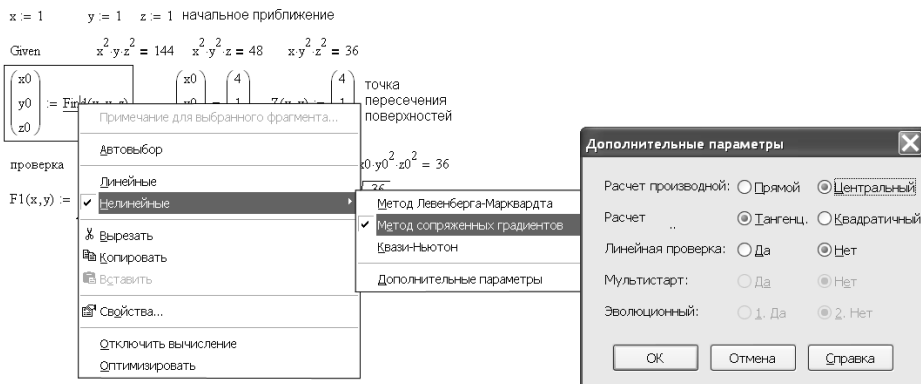 x := 1 y := 1 z := 1 начальное приближение
Given x²·y·z² = 144 x²·y²·z = 48 x·y²·z² = 36
x0
y0
z0
:= Find(x,y,z)
x0
4
1
4
1
точка
пересечения
поверхностей
проверка
x0·y0²·z0² = 36
F1(x,y) :=
36
Примечание для выбранного фрагмента...
Автовыбор
Линейные
Нелинейные
Вырезать
Копировать
Вставить
Свойства...
Отключить вычисление
Оптимизировать
Метод Левенберга-Марквардта
Метод сопряженных градиентов
Квази-Ньютон
Дополнительные параметры
Дополнительные параметры
Расчет производной: Прямой Центральный
Расчет Тангенц. Квадратичный
Линейная проверка: Да Нет
Мультистарт: Да Нет
Эволюционный: 1. Да 2. Нет
OK Отмена Справка